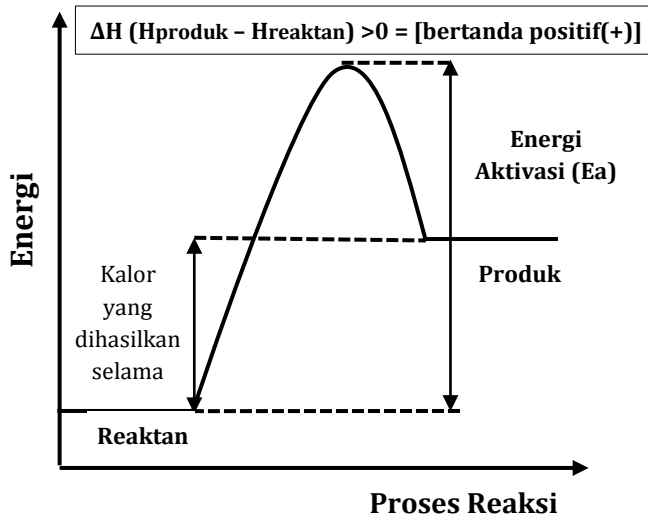 ΔH (Hproduk – Hreaktan) >0 = [bertanda positif(+)]
Energi
Energi
Aktivasi (Ea)
Kalor
yang
dihasilkan
selama
Produk
Reaktan
Proses Reaksi